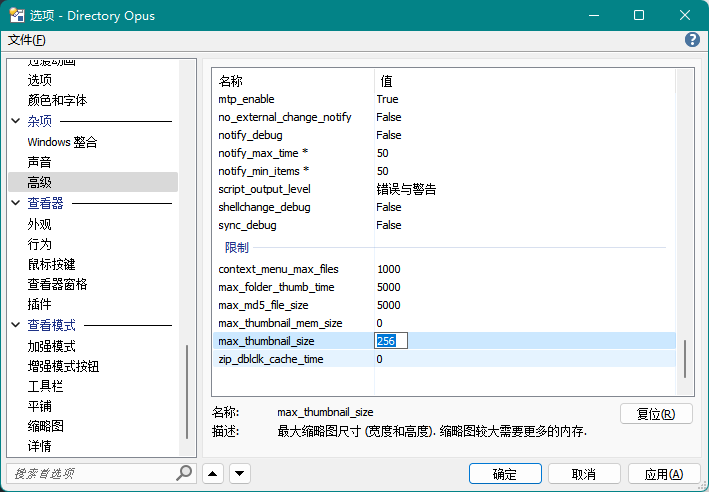 选项 - Directory Opus
文件(F)
过渡动画
选项
颜色和字体
杂项
Windows 整合
声音
高级
查看器
外观
行为
鼠标按键
查看器窗格
插件
查看模式
加强模式
增强模式按钮
工具栏
平铺
缩略图
详情
搜索首选项
名称 值
mtp_enable True
no_external_change_notify False
notify_debug False
notify_max_time * 50
notify_min_items * 50
script_output_level 错误与警告
shellchange_debug False
sync_debug False
限制
context_menu_max_files 1000
max_folder_thumb_time 5000
max_md5_file_size 5000
max_thumbnail_mem_size 0
max_thumbnail_size 256
zip_dblclk_cache_time 0
名称: max_thumbnail_size
复位(R)
描述: 最大缩略图尺寸 (宽度和高度). 缩略图较大需要更多的内存.
确定 取消 应用(A)